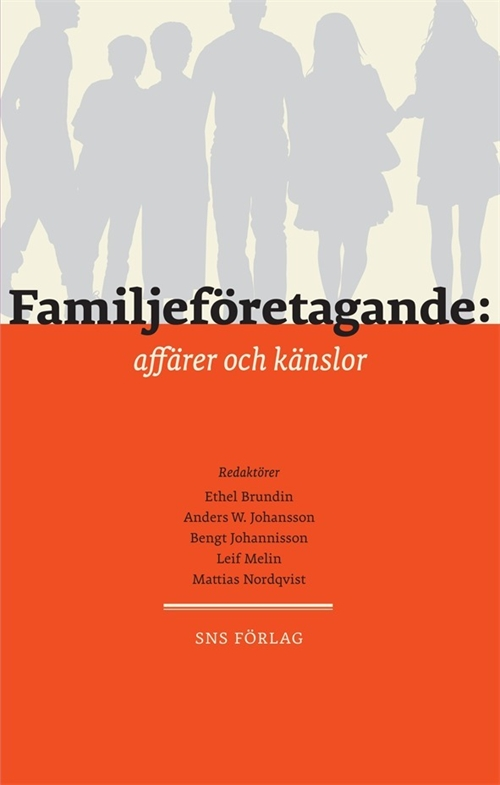 Familjeföretagande:
affärer och känslor
Redaktörer
Ethel Brundin
Anders W. Johansson
Bengt Johannisson
Leif Melin
Mattias Nordqvist
SNS FÖRLAG